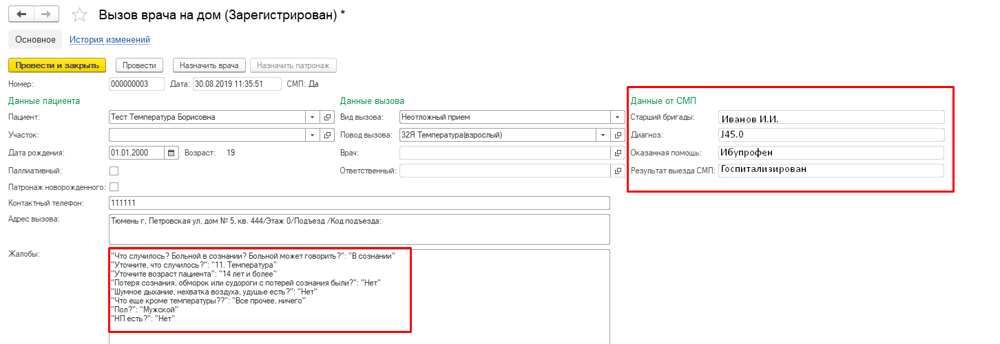 Вызов врача на дом (Зарегистрирован) *
Основное История изменений
Провести и закрыть Провести Назначить врача Назначить патронаж
Номер: 000000003 Дата: 30.08.2019 11:35:51 СМП: Да
Данные пациента Данные вызова Данные от СМП
Пациент: Тест Температура Борисовна Вид вызова: Неотложный прием Старший бригады: Иванов И.И.
Участок: Повод вызова: 32Я Температура(взрослый) Диагноз: J45.0
Дата рождения: 01.01.2000 Возраст: 19 Врач: Оказанная помощь: Ибупрофен
Паллиативный: Ответственный: Результат выезда СМП: Госпитализирован
Патронаж новорожденного:
Контактный телефон: 111111
Адрес вызова: Тюмень г, Петровская ул, дом № 5, кв. 444/Этаж 0/Подъезд /Код подъезда:
Жалобы: "Что случилось? Больной в сознании? Больной может говорить?": "В сознании"
"Уточните, что случилось?": "11. Температура"
"Уточните возраст пациента": "14 лет и более"
"Потеря сознания, обморок или судороги с потерей сознания были?": "Нет"
"Шумное дыхание, нехватка воздуха, удушье есть?": "Нет"
"Что еще кроме температуры??": "Все прочее, ничего"
"Пол?": "Мужской"
"НП есть?": "Нет"